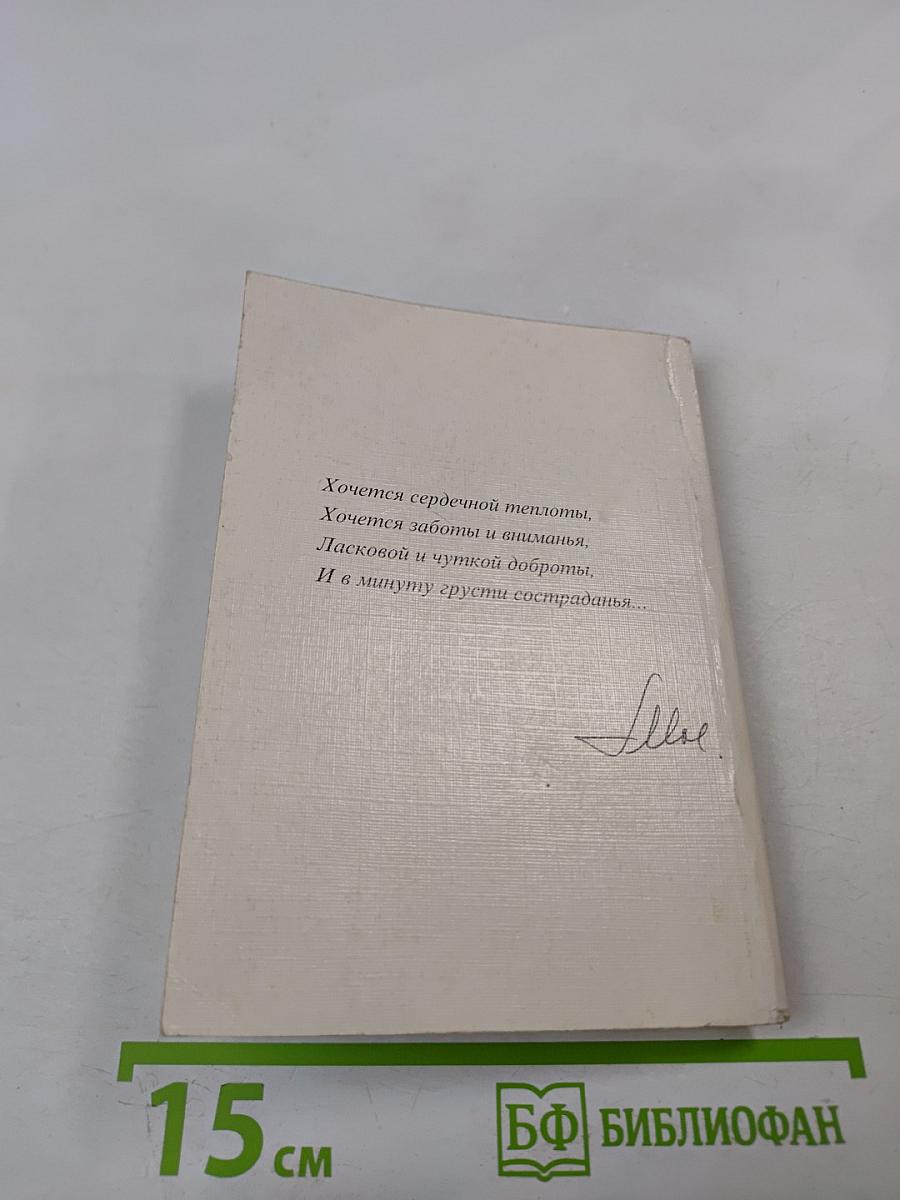 Хочется сердечной теплоты,
Хочется заботы и вниманья,
Ласковой и чуткой доброты,
И в минуту грусти состраданья...
15 см
БФ БИБЛИОФАН